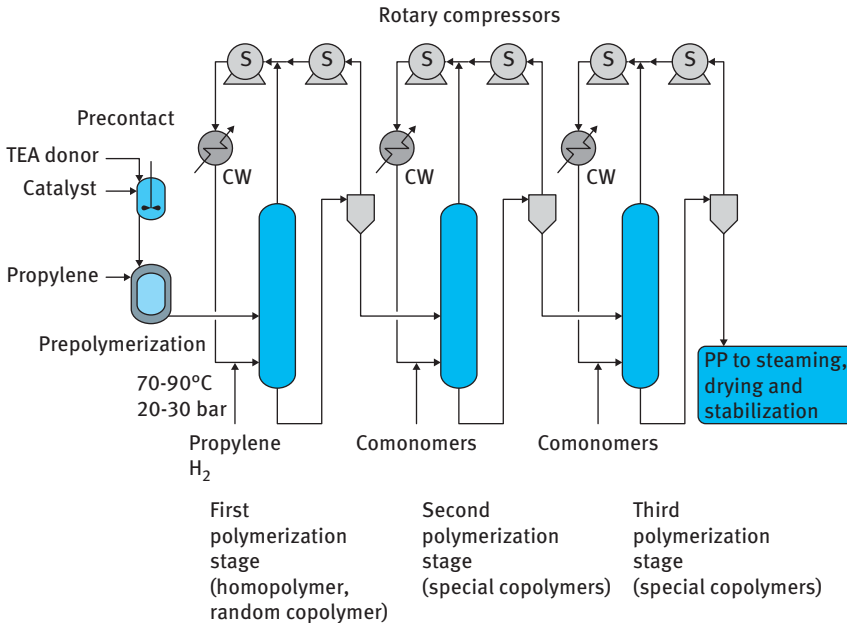 Rotary compressors
S
S
S
S
S
S
Precontact
TEA donor
Catalyst
CW
CW
CW
Propylene
Prepolymerization
70-90°C
20-30 bar
PP to steaming,
drying and
stabilization
Propylene
H2
Comonomers
Comonomers
First
polymerization
stage
(homopolymer,
random copolymer)
Second
polymerization
stage
(special copolymers)
Third
polymerization
stage
(special copolymers)